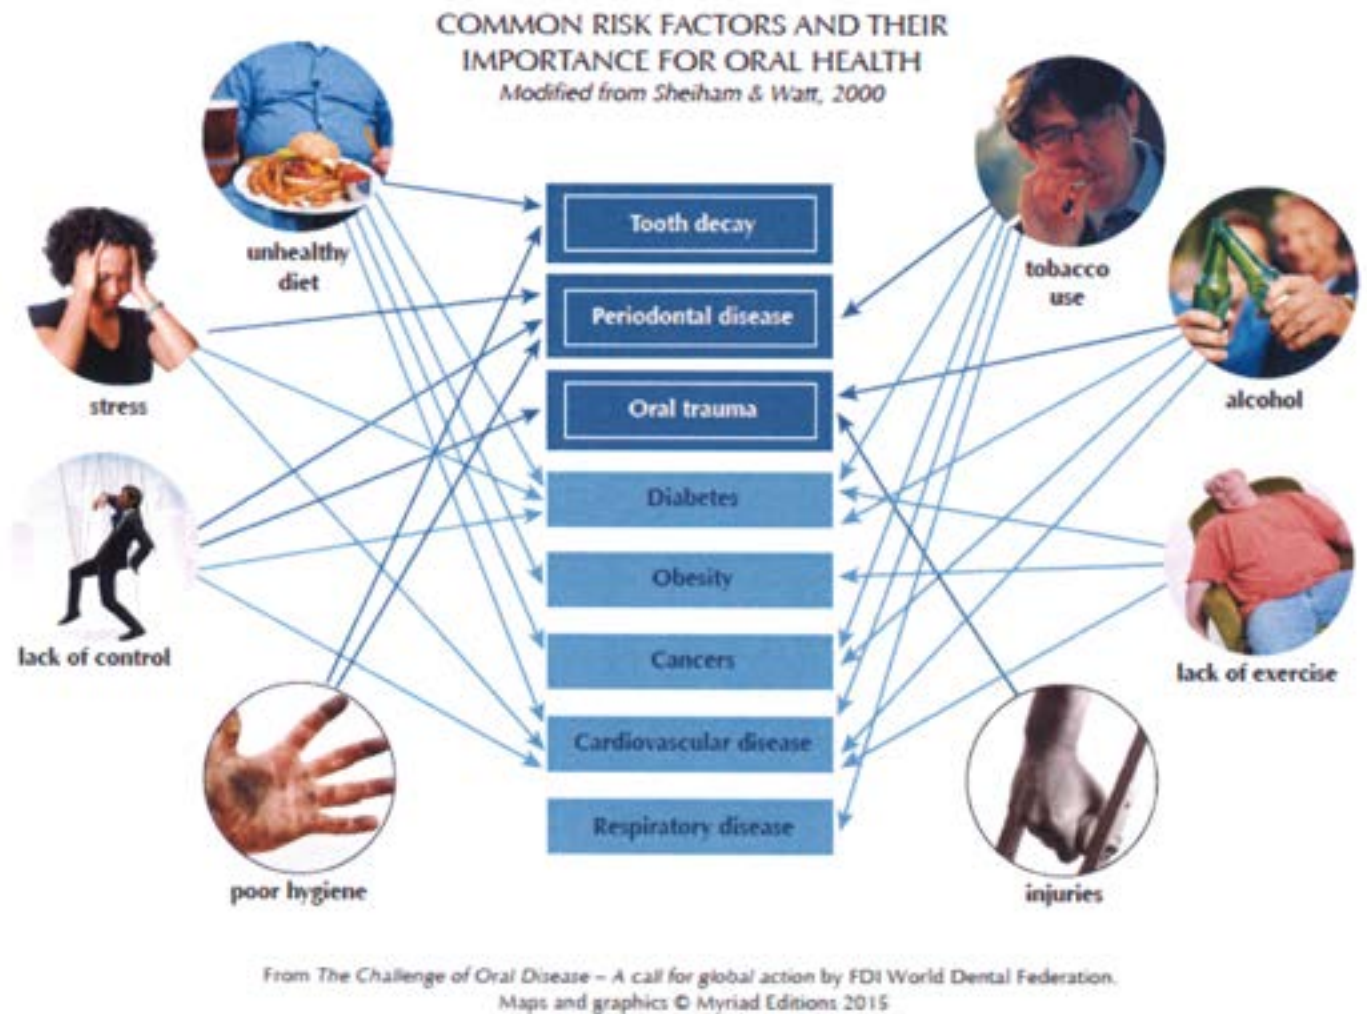 COMMON RISK FACTORS AND THEIR
IMPORTANCE FOR ORAL HEALTH
Modified from Sheiham & Watt, 2000
unhealthy
diet
stress
lack of control
poor hygiene
Tooth decay
Periodontal disease
Oral trauma
Diabetes
Obesity
Cancers
Cardiovascular disease
Respiratory disease
tobacco
use
alcohol
lack of exercise
injuries
From The Challenge of Oral Disease – A call for global action by FDI World Dental Federation.
Maps and graphics © Myriad Editions 2015